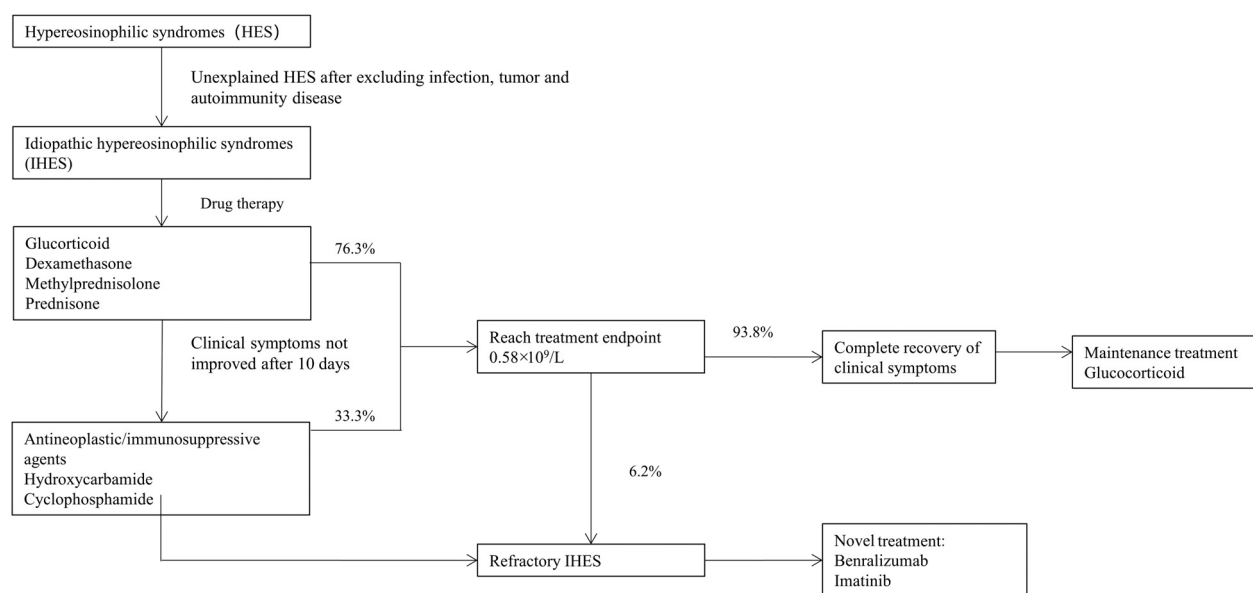 Hypereosinophilic syndromes（HES）
Unexplained HES after excluding infection, tumor and
autoimmunity disease
Idiopathic hypereosinophilic syndromes
(IHES)
Drug therapy
Glucorticoid
Dexamethasone
Methylprednisolone
Prednisone
76.3%
Clinical symptoms not
improved after 10 days
33.3%
Antineoplastic/immunosuppressive
agents
Hydroxycarbamide
Cyclophosphamide
Reach treatment endpoint
0.58×10⁹/L
93.8%
Complete recovery of
clinical symptoms
Maintenance treatment
Glucocorticoid
6.2%
Refractory IHES
Novel treatment:
Benralizumab
Imatinib